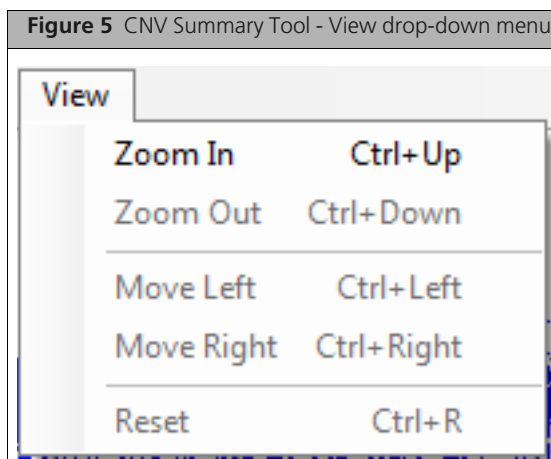 Figure 5 CNV Summary Tool - View drop-down menu
View
Zoom In Ctrl+Up
Zoom Out Ctrl+Down
Move Left Ctrl+Left
Move Right Ctrl+Right
Reset Ctrl+R